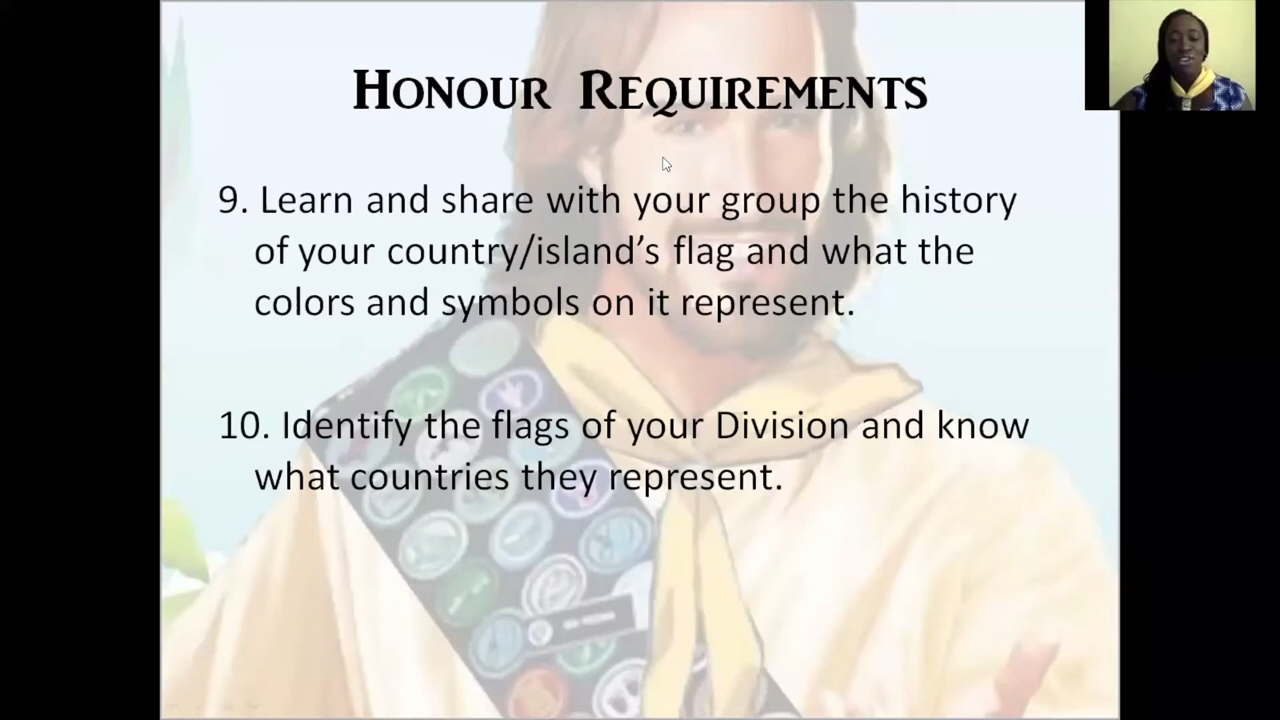 Honour Requirements
9. Learn and share with your group the history
of your country/island’s flag and what the
colors and symbols on it represent.
10. Identify the flags of your Division and know
what countries they represent.